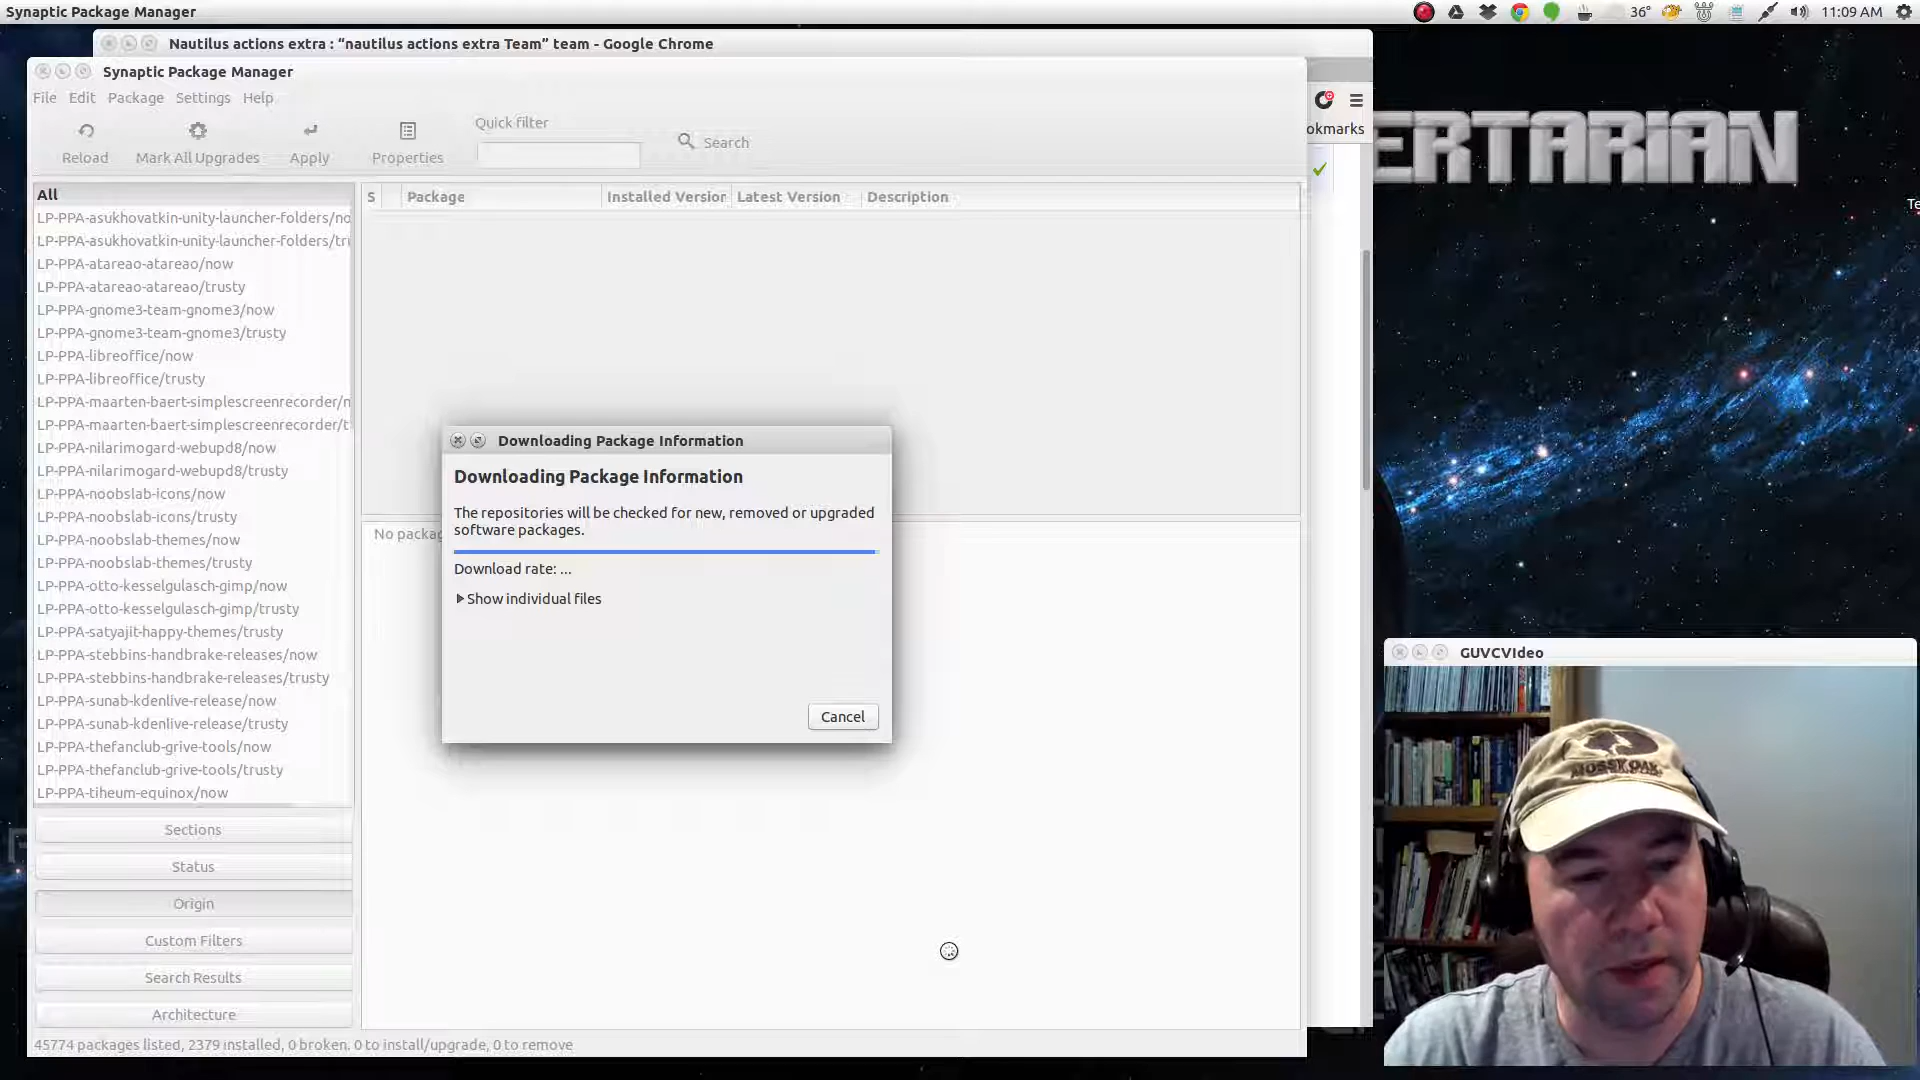 Synaptic Package Manager
36°
11:09 AM
Nautilus actions extra : “nautilus actions extra Team” team - Google Chrome
Synaptic Package Manager
File Edit Package Settings Help
Quick filter
Reload Mark All Upgrades Apply Properties Search
okmarks
ERTARIAN
All
S Package Installed Version Latest Version Description
Te
LP-PPA-asukhovatkin-unity-launcher-folders/no
LP-PPA-asukhovatkin-unity-launcher-folders/tru
LP-PPA-atareao-atareao/now
LP-PPA-atareao-atareao/trusty
LP-PPA-gnome3-team-gnome3/now
LP-PPA-gnome3-team-gnome3/trusty
LP-PPA-libreoffice/now
LP-PPA-libreoffice/trusty
LP-PPA-maarten-baert-simplescreenrecorder/n
LP-PPA-maarten-baert-simplescreenrecorder/t
LP-PPA-nilarimogard-webupd8/now
LP-PPA-nilarimogard-webupd8/trusty
LP-PPA-noobslab-icons/now
LP-PPA-noobslab-icons/trusty
LP-PPA-noobslab-themes/now
LP-PPA-noobslab-themes/trusty
LP-PPA-otto-kesselgulasch-gimp/now
LP-PPA-otto-kesselgulasch-gimp/trusty
LP-PPA-satyajit-happy-themes/trusty
LP-PPA-stebbins-handbrake-releases/now
LP-PPA-stebbins-handbrake-releases/trusty
LP-PPA-sunab-kdenlive-release/now
LP-PPA-sunab-kdenlive-release/trusty
LP-PPA-thefanclub-grive-tools/now
LP-PPA-thefanclub-grive-tools/trusty
LP-PPA-tiheum-equinox/now
Sections
Status
Origin
Custom Filters
Search Results
Architecture
No packag
Downloading Package Information
Downloading Package Information
The repositories will be checked for new, removed or upgraded
software packages.
Download rate: ...
Show individual files
Cancel
GUVCVIdeo
MOSSY OAK
45774 packages listed, 2379 installed, 0 broken. 0 to install/upgrade, 0 to remove